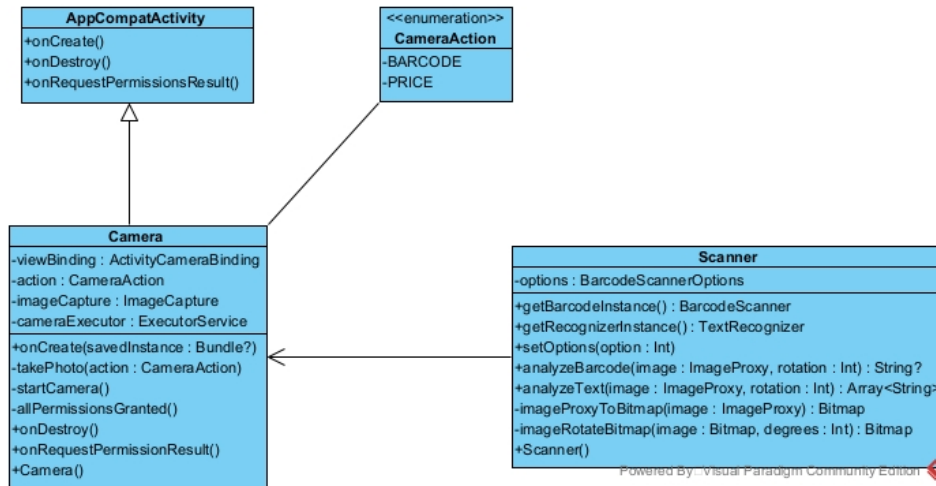 AppCompatActivity
+onCreate()
+onDestroy()
+onRequestPermissionsResult()
<<enumeration>>
CameraAction
-BARCODE
-PRICE
Camera
-viewBinding : ActivityCameraBinding
-action : CameraAction
-imageCapture : ImageCapture
-cameraExecutor : ExecutorService
+onCreate(savedInstance : Bundle?)
-takePhoto(action : CameraAction)
-startCamera()
-allPermissionsGranted()
+onDestroy()
+onRequestPermissionResult()
+Camera()
Scanner
-options : BarcodeScannerOptions
+getBarcodeInstance() : BarcodeScanner
+getRecognizerInstance() : TextRecognizer
+setOptions(option : Int)
+analyzeBarcode(image : ImageProxy, rotation : Int) : String?
+analyzeText(image : ImageProxy, rotation : Int) : Array<String>
-imageProxyToBitmap(image : ImageProxy) : Bitmap
-imageRotateBitmap(image : Bitmap, degrees : Int) : Bitmap
+Scanner()
Powered By: Visual Paradigm Community Edition